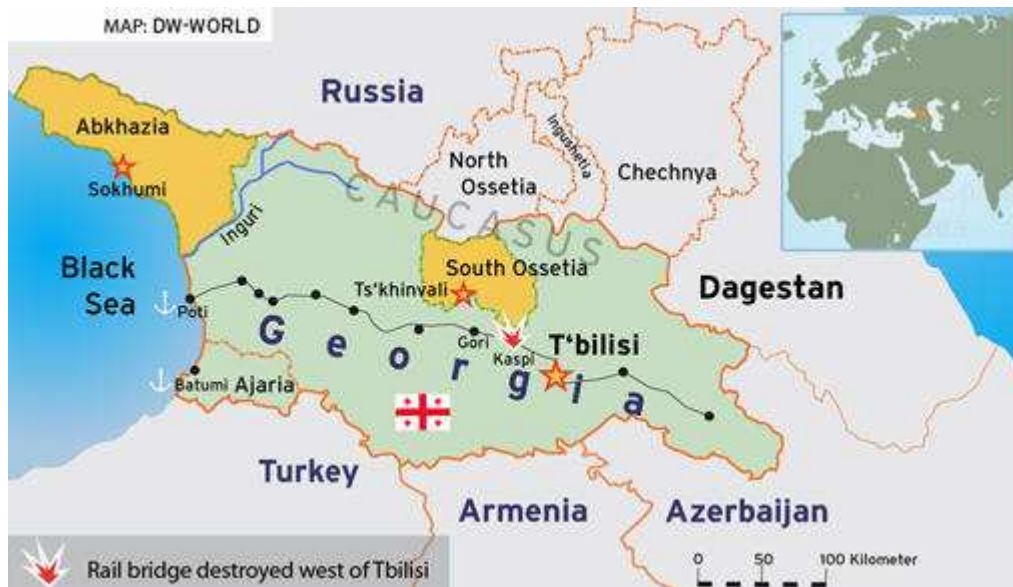 MAP: DW-WORLD
Russia
Abkhazia
Sokhumi
Inguri
North
Ossetia
Ingushetia
Chechnya
CAUCASUS
Black
Sea
South Ossetia
Ts'khinvali
Dagestan
Poti
Gori
Kaspi
T'bilisi
Georgia
Batumi
Ajaria
Turkey
Armenia
Azerbaijan
0 50 100 Kilometer
Rail bridge destroyed west of Tbilisi